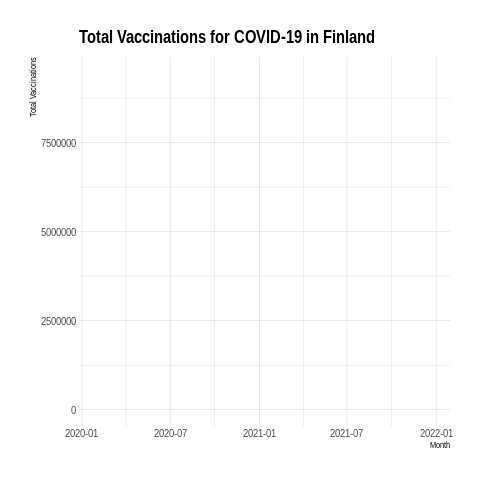 Total Vaccinations for COVID-19 in Finland
Total Vaccinations
7500000
5000000
2500000
0
2020-01 2020-07 2021-01 2021-07 2022-01
Month